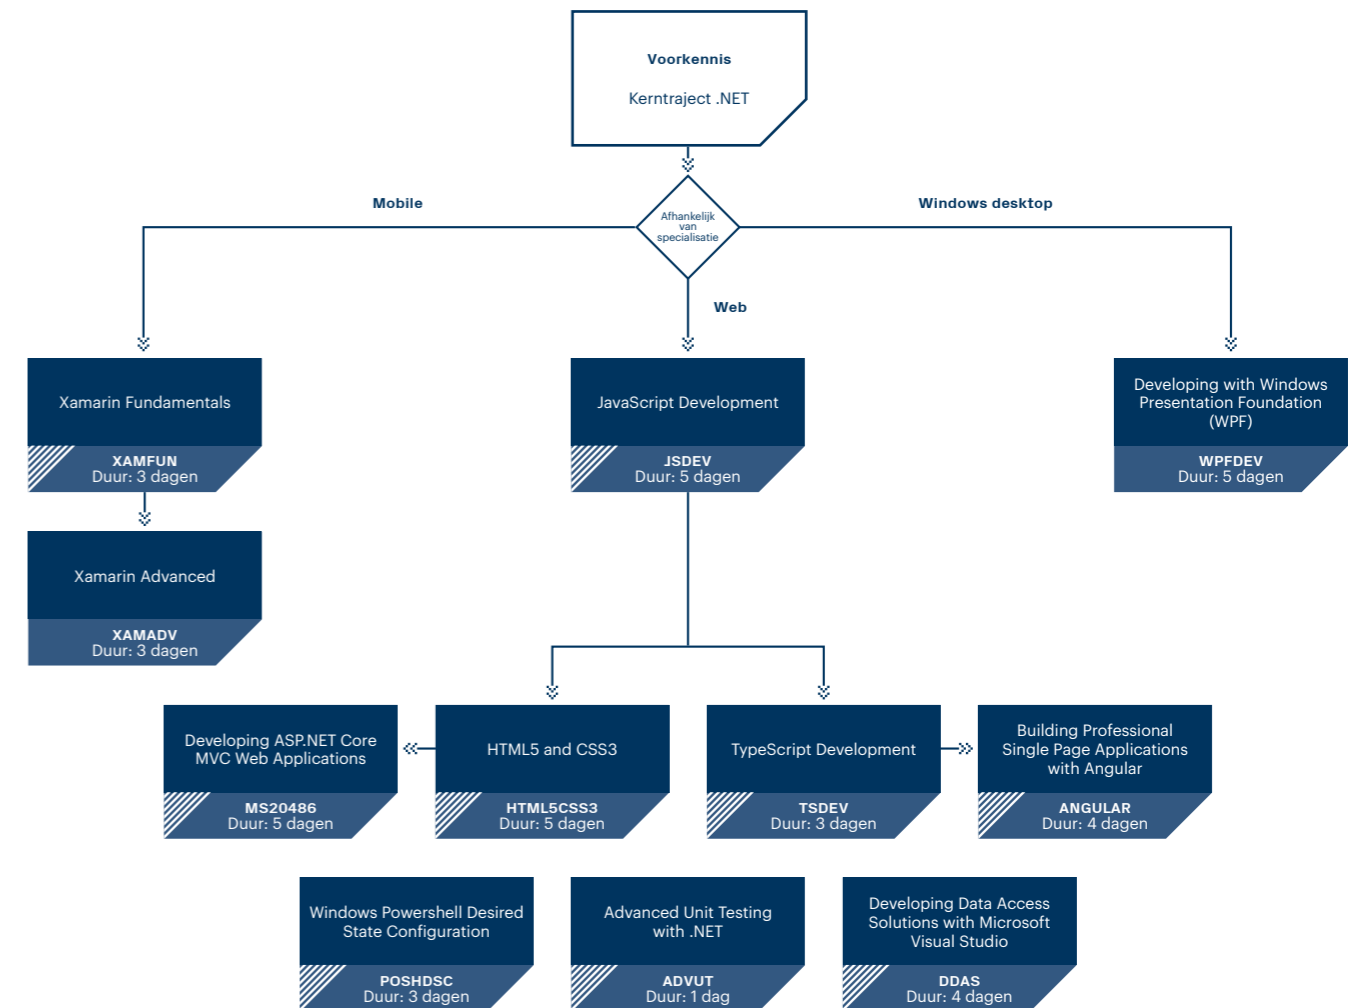 Voorkennis
Kerntraject .NET
Afhankelijk
van
specialisatie
Mobile
Windows desktop
Web
Xamarin Fundamentals
XAMFUN
Duur: 3 dagen
JavaScript Development
JSDEV
Duur: 5 dagen
Developing with Windows
Presentation Foundation
(WPF)
WPFDEV
Duur: 5 dagen
Xamarin Advanced
XAMADV
Duur: 3 dagen
Developing ASP.NET Core
MVC Web Applications
MS20486
Duur: 5 dagen
HTML5 and CSS3
HTML5CSS3
Duur: 5 dagen
TypeScript Development
TSDEV
Duur: 3 dagen
Building Professional
Single Page Applications
with Angular
ANGULAR
Duur: 4 dagen
Windows Powershell Desired
State Configuration
POSHDSC
Duur: 3 dagen
Advanced Unit Testing
with .NET
ADVUT
Duur: 1 dag
Developing Data Access
Solutions with Microsoft
Visual Studio
DDAS
Duur: 4 dagen